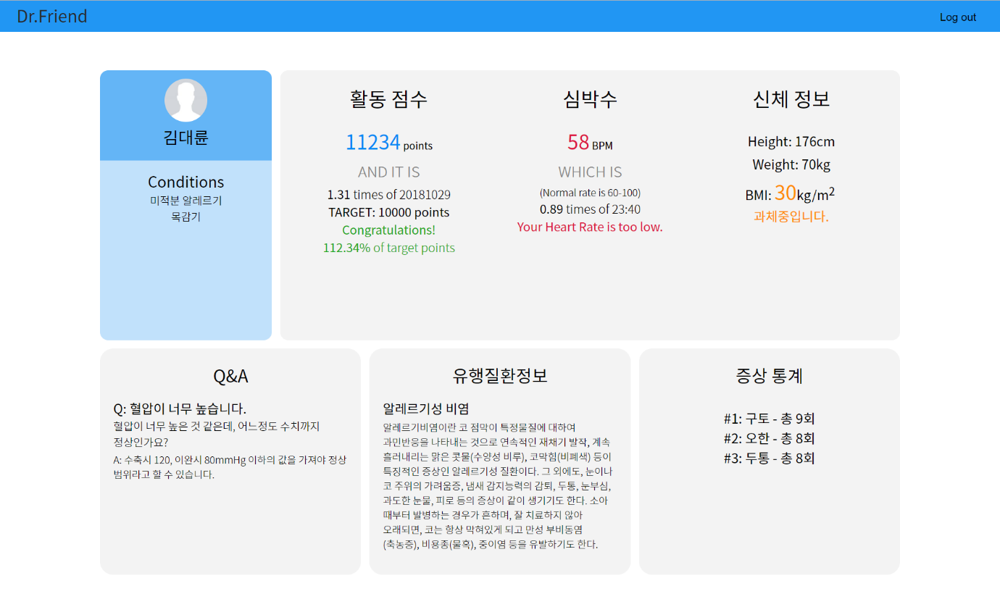 Dr.Friend
Log out
김대륜
Conditions
미적분 알레르기
목감기
활동 점수
11234 points
AND IT IS
1.31 times of 20181029
TARGET: 10000 points
Congratulations!
112.34% of target points
심박수
58 BPM
WHICH IS
(Normal rate is 60-100)
0.89 times of 23:40
Your Heart Rate is too low.
신체 정보
Height: 176cm
Weight: 70kg
BMI: 30kg/m²
과체중입니다.
Q&A
Q: 혈압이 너무 높습니다.
혈압이 너무 높은 것 같은데, 어느정도 수치까지
정상인가요?
A: 수축시 120, 이완시 80mmHg 이하의 값을 가져야 정상
범위라고 할 수 있습니다.
유행질환정보
알레르기성 비염
알레르기비염이란 코 점막이 특정물질에 대하여
과민반응을 나타내는 것으로 연속적인 재채기 발작, 계속
흘러내리는 맑은 콧물(수양성 비루), 코막힘(비폐색) 등이
특징적인 증상인 알레르기성 질환이다. 그 외에도, 눈이나
코 주위의 가려움증, 냄새 감지능력의 감퇴, 두통, 눈부심,
과도한 눈물, 피로 등의 증상이 같이 생기기도 한다. 소아
때부터 발병하는 경우가 흔하며, 잘 치료하지 않아
오래되면, 코는 항상 막혀있게 되고 만성 부비동염
(축농증), 비용종(물혹), 중이염 등을 유발하기도 한다.
증상 통계
#1: 구토 - 총 9회
#2: 오한 - 총 8회
#3: 두통 - 총 8회